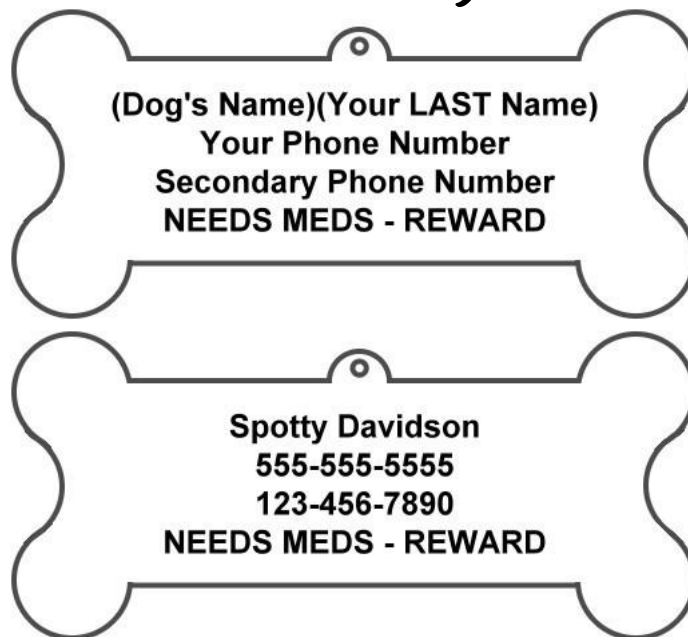 (Dog's Name)(Your LAST Name)
Your Phone Number
Secondary Phone Number
NEEDS MEDS - REWARD
Spotty Davidson
555-555-5555
123-456-7890
NEEDS MEDS - REWARD